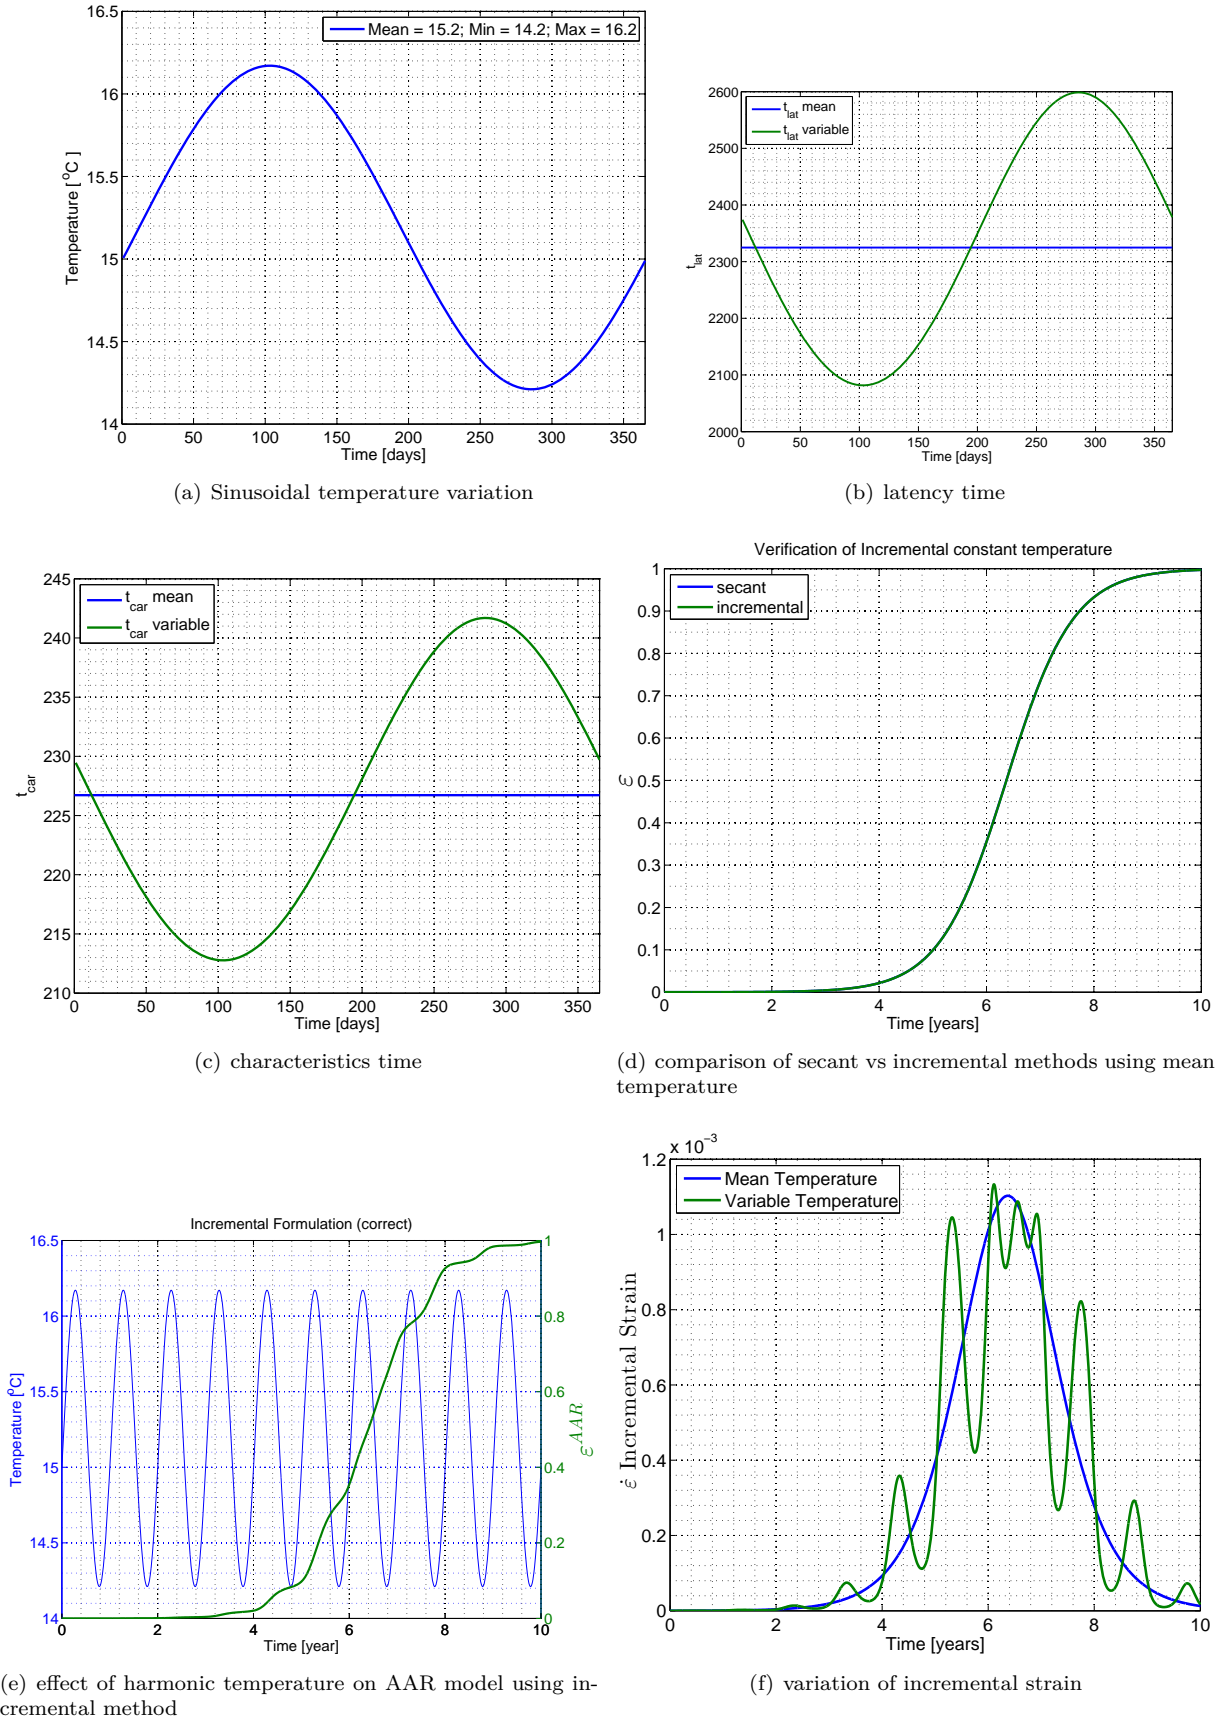 16.5
16
15.5
15
14.5
14
0 50 100 150 200 250 300 350
Temperature [ °C ]
Time [days]
Mean = 15.2; Min = 14.2; Max = 16.2
(a) Sinusoidal temperature variation
2600
2500
2400
2300
2200
2100
2000
0 50 100 150 200 250 300 350
t_lat
Time [days]
t_lat mean
t_lat variable
(b) latency time
245
240
235
230
225
220
215
210
0 50 100 150 200 250 300 350
t_car
Time [days]
t_car mean
t_car variable
(c) characteristics time
Verification of Incremental constant temperature
1
0.9
0.8
0.7
0.6
0.5
0.4
0.3
0.2
0.1
0
0 2 4 6 8 10
ε
Time [years]
secant
incremental
(d) comparison of secant vs incremental methods using mean
temperature
Incremental Formulation (correct)
16.5
16
15.5
15
14.5
14
Temperature [°C]
0 2 4 6 8 10
Time [year]
1
0.8
0.6
0.4
0.2
0
ε^AAR
(e) effect of harmonic temperature on AAR model using in-
cremental method
x 10^−3
1.2
1
0.8
0.6
0.4
0.2
0
0 2 4 6 8 10
ε̇ Incremental Strain
Time [years]
Mean Temperature
Variable Temperature
(f) variation of incremental strain